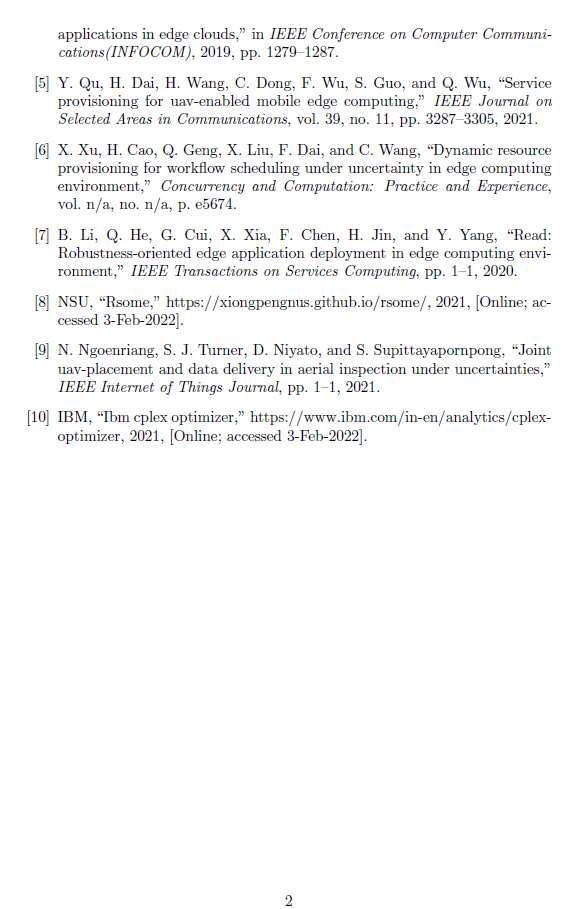 applications in edge clouds,” in IEEE Conference on Computer Communi-
cations(INFOCOM), 2019, pp. 1279–1287.
[5] Y. Qu, H. Dai, H. Wang, C. Dong, F. Wu, S. Guo, and Q. Wu, “Service
provisioning for uav-enabled mobile edge computing,” IEEE Journal on
Selected Areas in Communications, vol. 39, no. 11, pp. 3287–3305, 2021.
[6] X. Xu, H. Cao, Q. Geng, X. Liu, F. Dai, and C. Wang, “Dynamic resource
provisioning for workflow scheduling under uncertainty in edge computing
environment,” Concurrency and Computation: Practice and Experience,
vol. n/a, no. n/a, p. e5674.
[7] B. Li, Q. He, G. Cui, X. Xia, F. Chen, H. Jin, and Y. Yang, “Read:
Robustness-oriented edge application deployment in edge computing envi-
ronment,” IEEE Transactions on Services Computing, pp. 1–1, 2020.
[8] NSU, “Rsome,” https://xiongpengnus.github.io/rsome/, 2021, [Online; ac-
cessed 3-Feb-2022].
[9] N. Ngoenriang, S. J. Turner, D. Niyato, and S. Supittayapornpong, “Joint
uav-placement and data delivery in aerial inspection under uncertainties,”
IEEE Internet of Things Journal, pp. 1–1, 2021.
[10] IBM, “Ibm cplex optimizer,” https://www.ibm.com/in-en/analytics/cplex-
optimizer, 2021, [Online; accessed 3-Feb-2022].
2